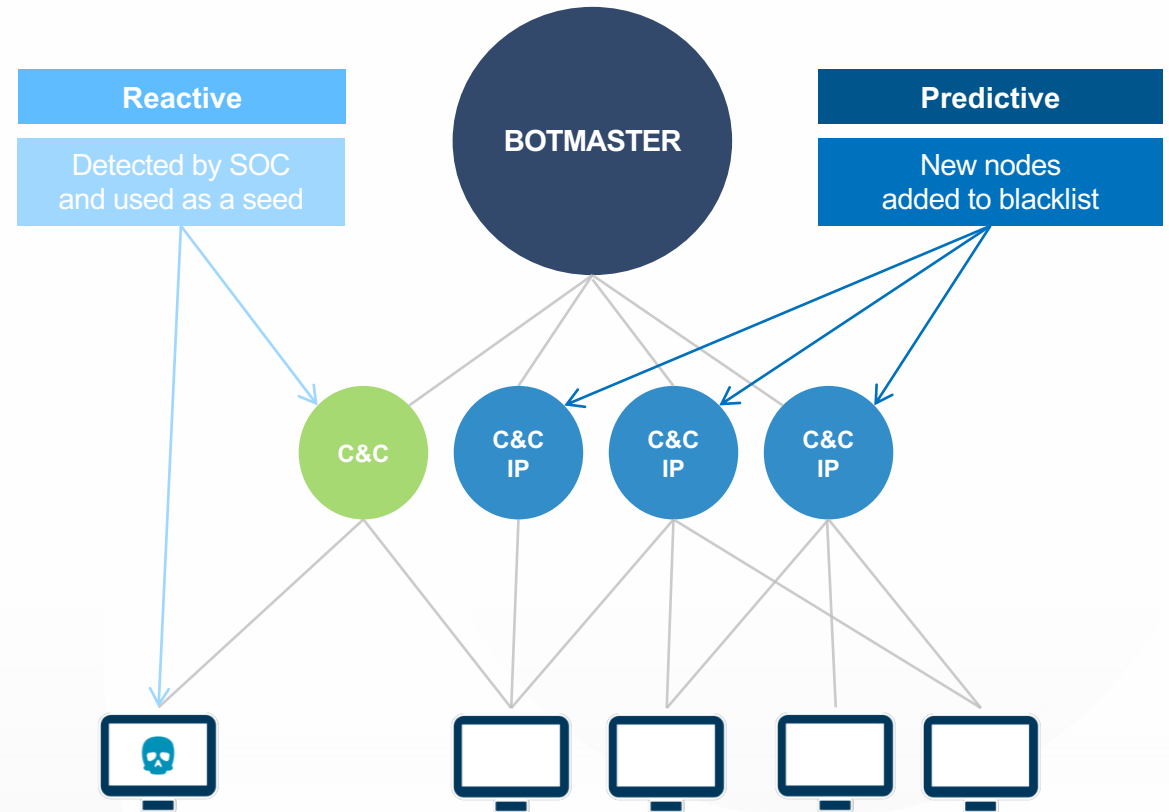 Reactive
Detected by SOC
and used as a seed
BOTMASTER
Predictive
New nodes
added to blacklist
C&C
C&C
IP
C&C
IP
C&C
IP